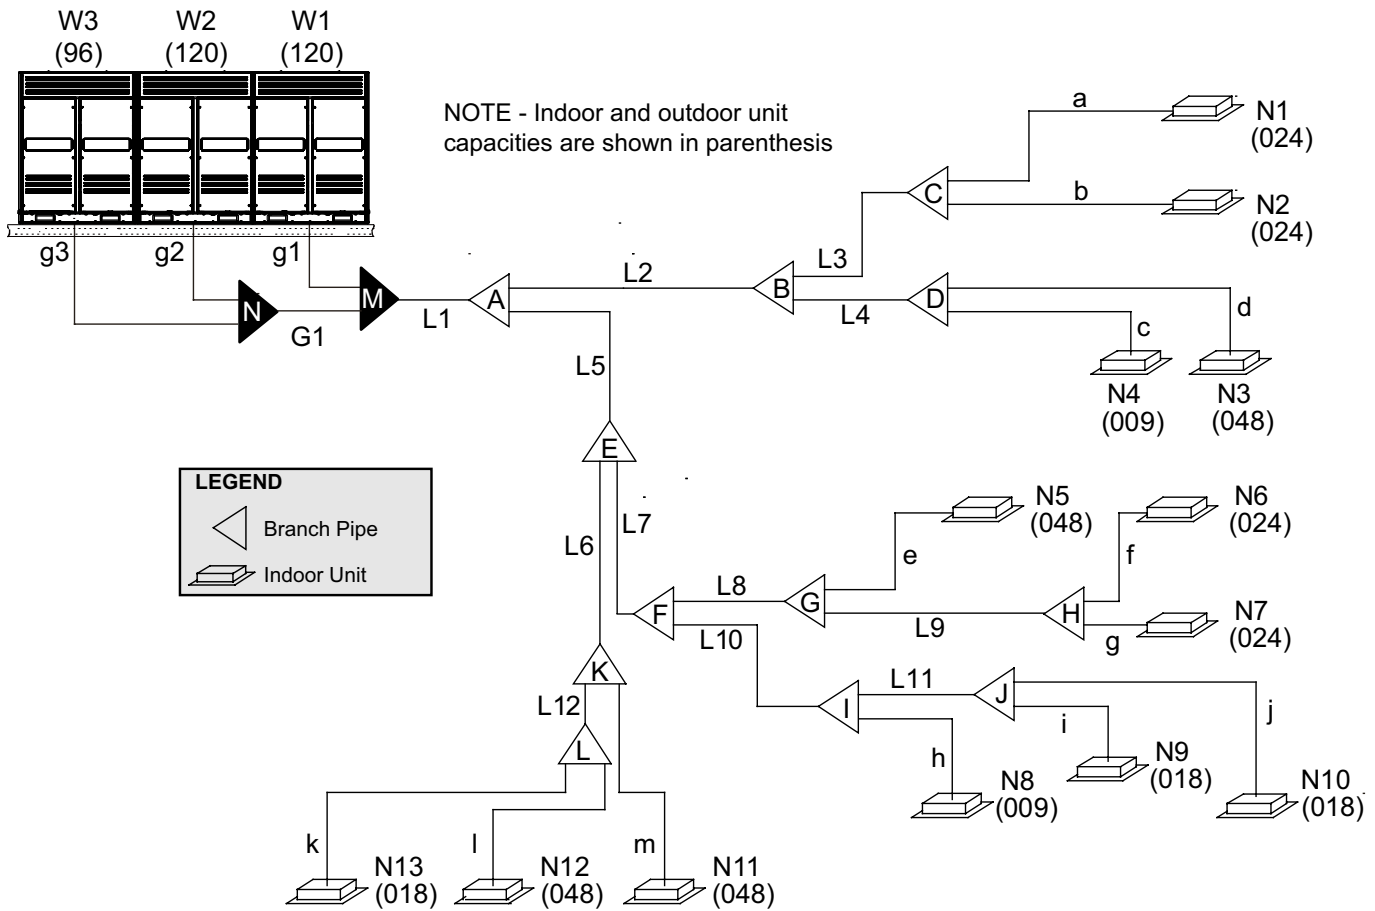 W3
(96)
W2
(120)
W1
(120)
NOTE - Indoor and outdoor unit
capacities are shown in parenthesis
a
N1
(024)
C
b
N2
(024)
g3
g2
g1
L2
L3
B
N
M
A
D
d
G1
L1
L4
c
L5
N4
(009)
N3
(048)
E
LEGEND
Branch Pipe
Indoor Unit
L6
L7
N5
(048)
N6
(024)
e
f
L8
G
F
L9
H
L10
g
N7
(024)
K
L11
J
L12
I
i
j
L
h
N9
(018)
N8
(009)
N10
(018)
k
l
m
N13
(018)
N12
(048)
N11
(048)